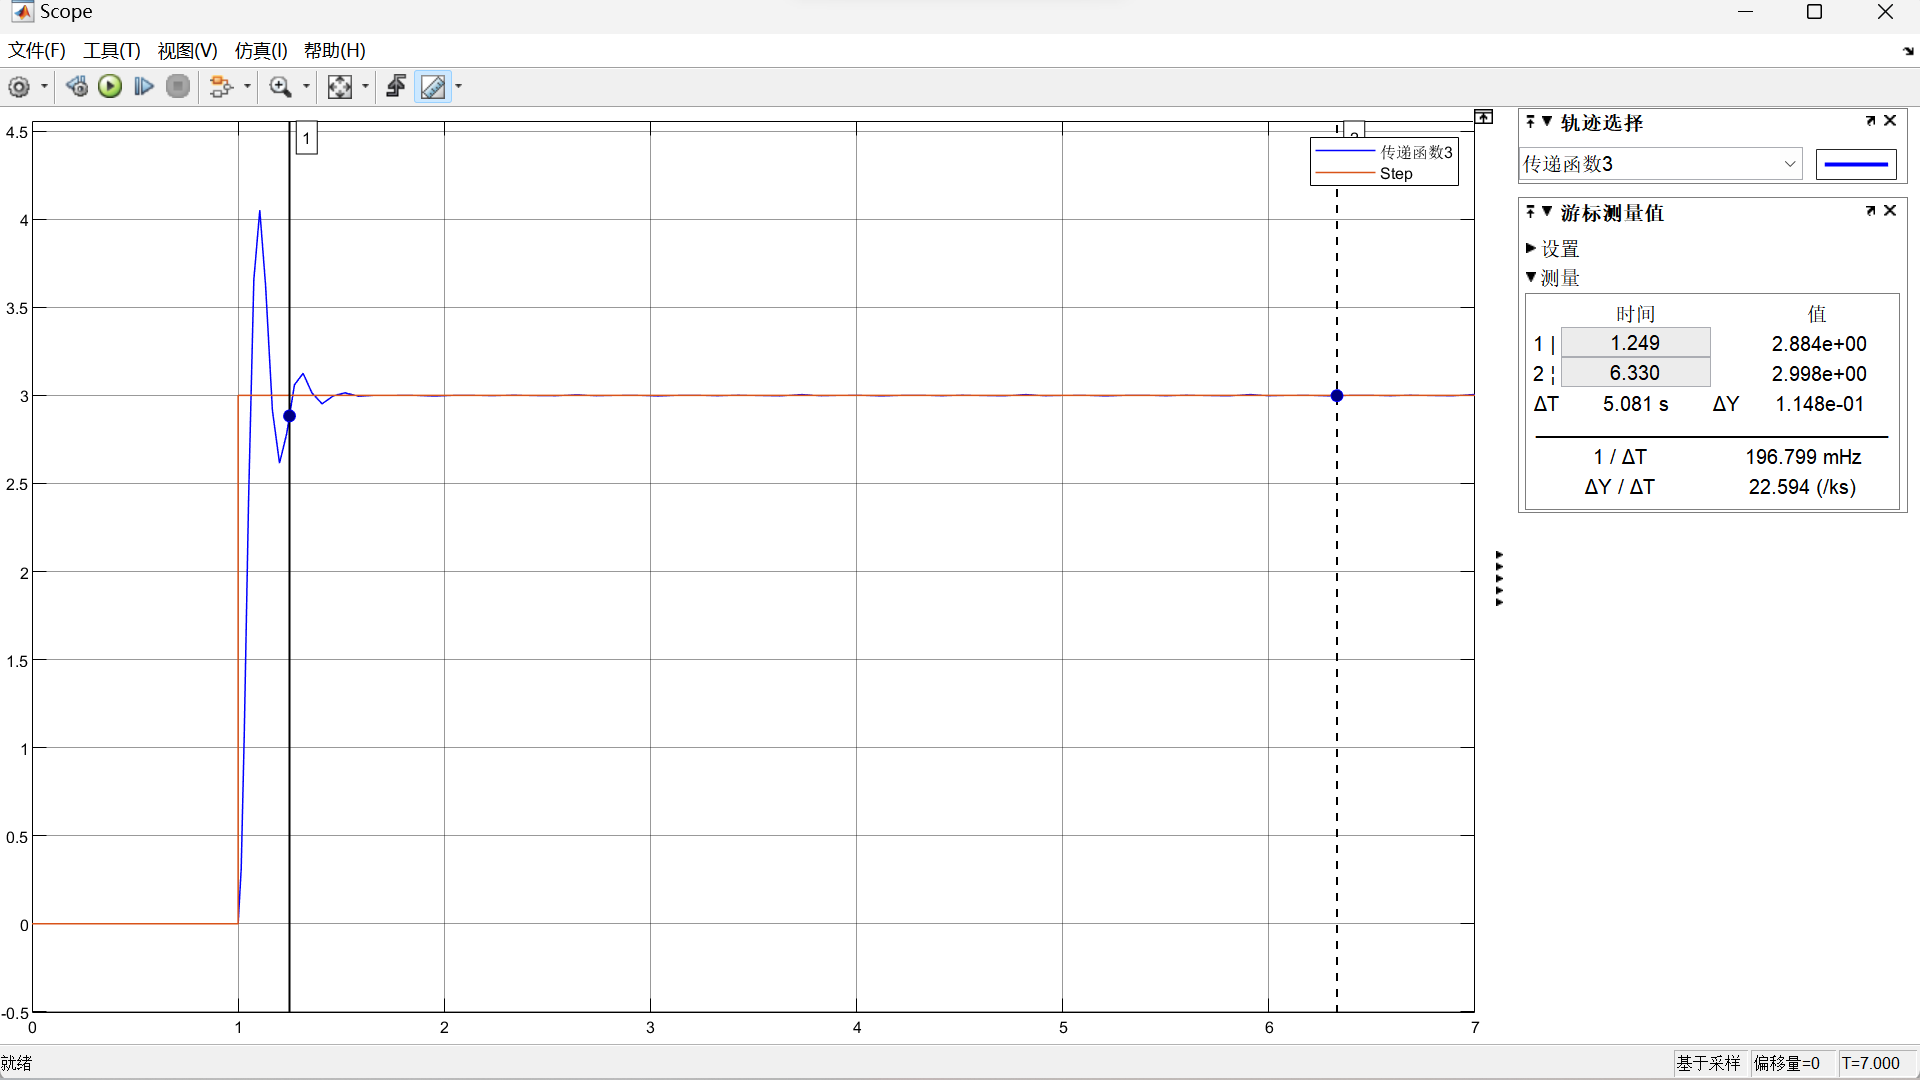 Scope
文件(F) 工具(T) 视图(V) 仿真(I) 帮助(H)
1
传递函数3
Step
4.5
4
3.5
3
2.5
2
1.5
1
0.5
0
-0.5
0 1 2 3 4 5 6 7
轨迹选择
传递函数3
游标测量值
设置
测量
时间 值
1 | 1.249 2.884e+00
2 ¦ 6.330 2.998e+00
ΔT 5.081 s ΔY 1.148e-01
1 / ΔT 196.799 mHz
ΔY / ΔT 22.594 (/ks)
就绪
基于采样 偏移量=0 T=7.000